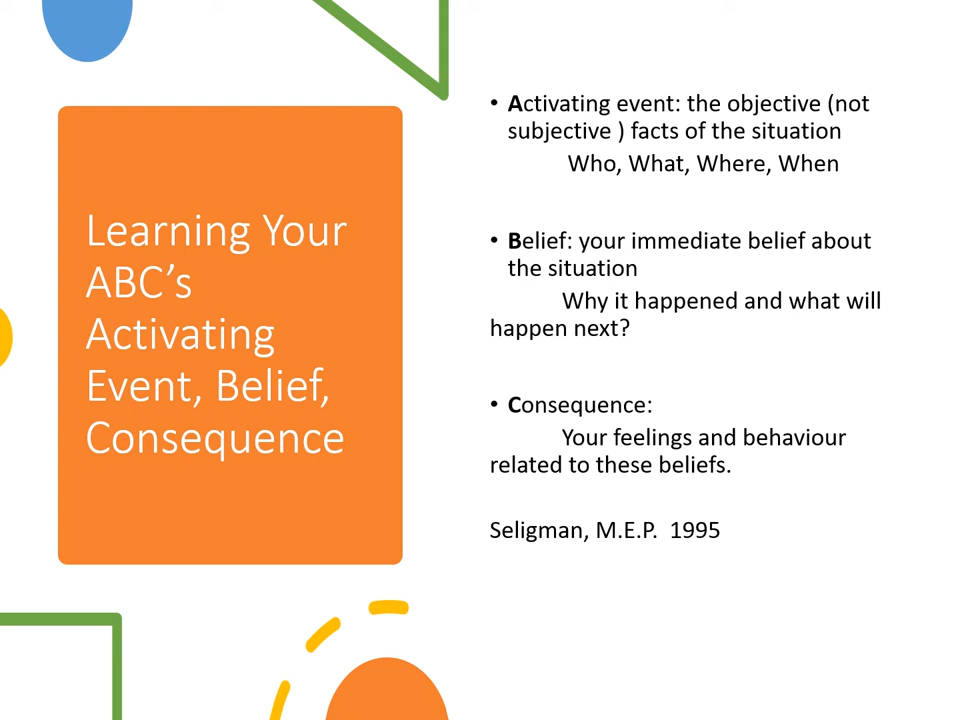 Learning Your
ABC’s
Activating
Event, Belief,
Consequence
• Activating event: the objective (not
subjective ) facts of the situation
Who, What, Where, When
• Belief: your immediate belief about
the situation
Why it happened and what will
happen next?
• Consequence:
Your feelings and behaviour
related to these beliefs.
Seligman, M.E.P.  1995